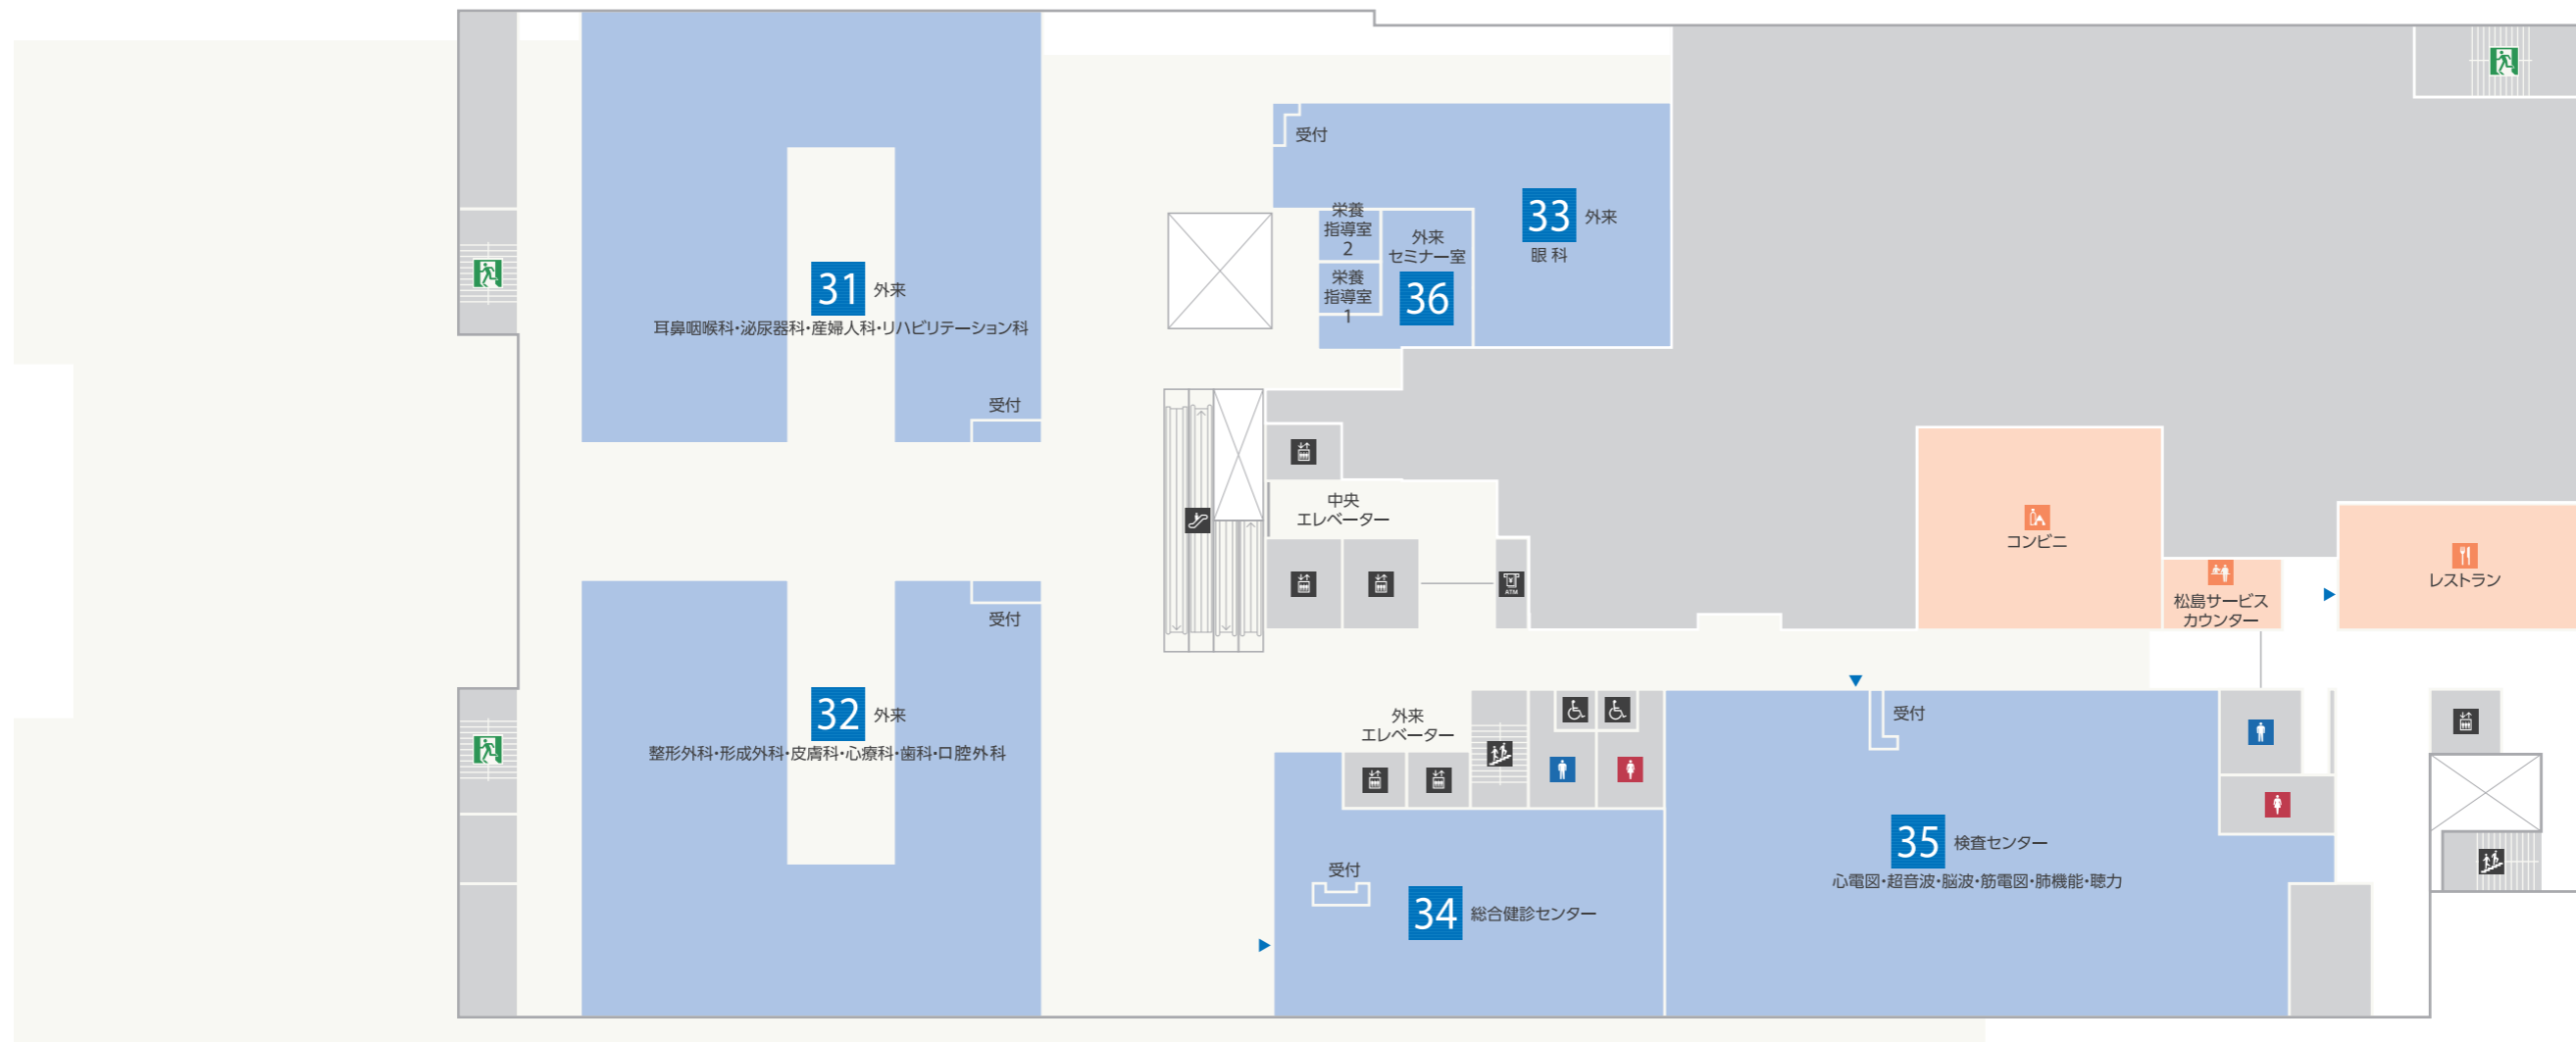 31 外来
耳鼻咽喉科・泌尿器科・産婦人科・リハビリテーション科
受付
32 外来
整形外科・形成外科・皮膚科・心療科・歯科・口腔外科
受付
受付
33 外来
眼科
栄養
指導室
2
栄養
指導室
1
外来
セミナー室
36
中央
エレベーター
ATM
コンビニ
松島サービス
カウンター
レストラン
外来
エレベーター
受付
34 総合健診センター
受付
35 検査センター
心電図・超音波・脳波・筋電図・肺機能・聴力